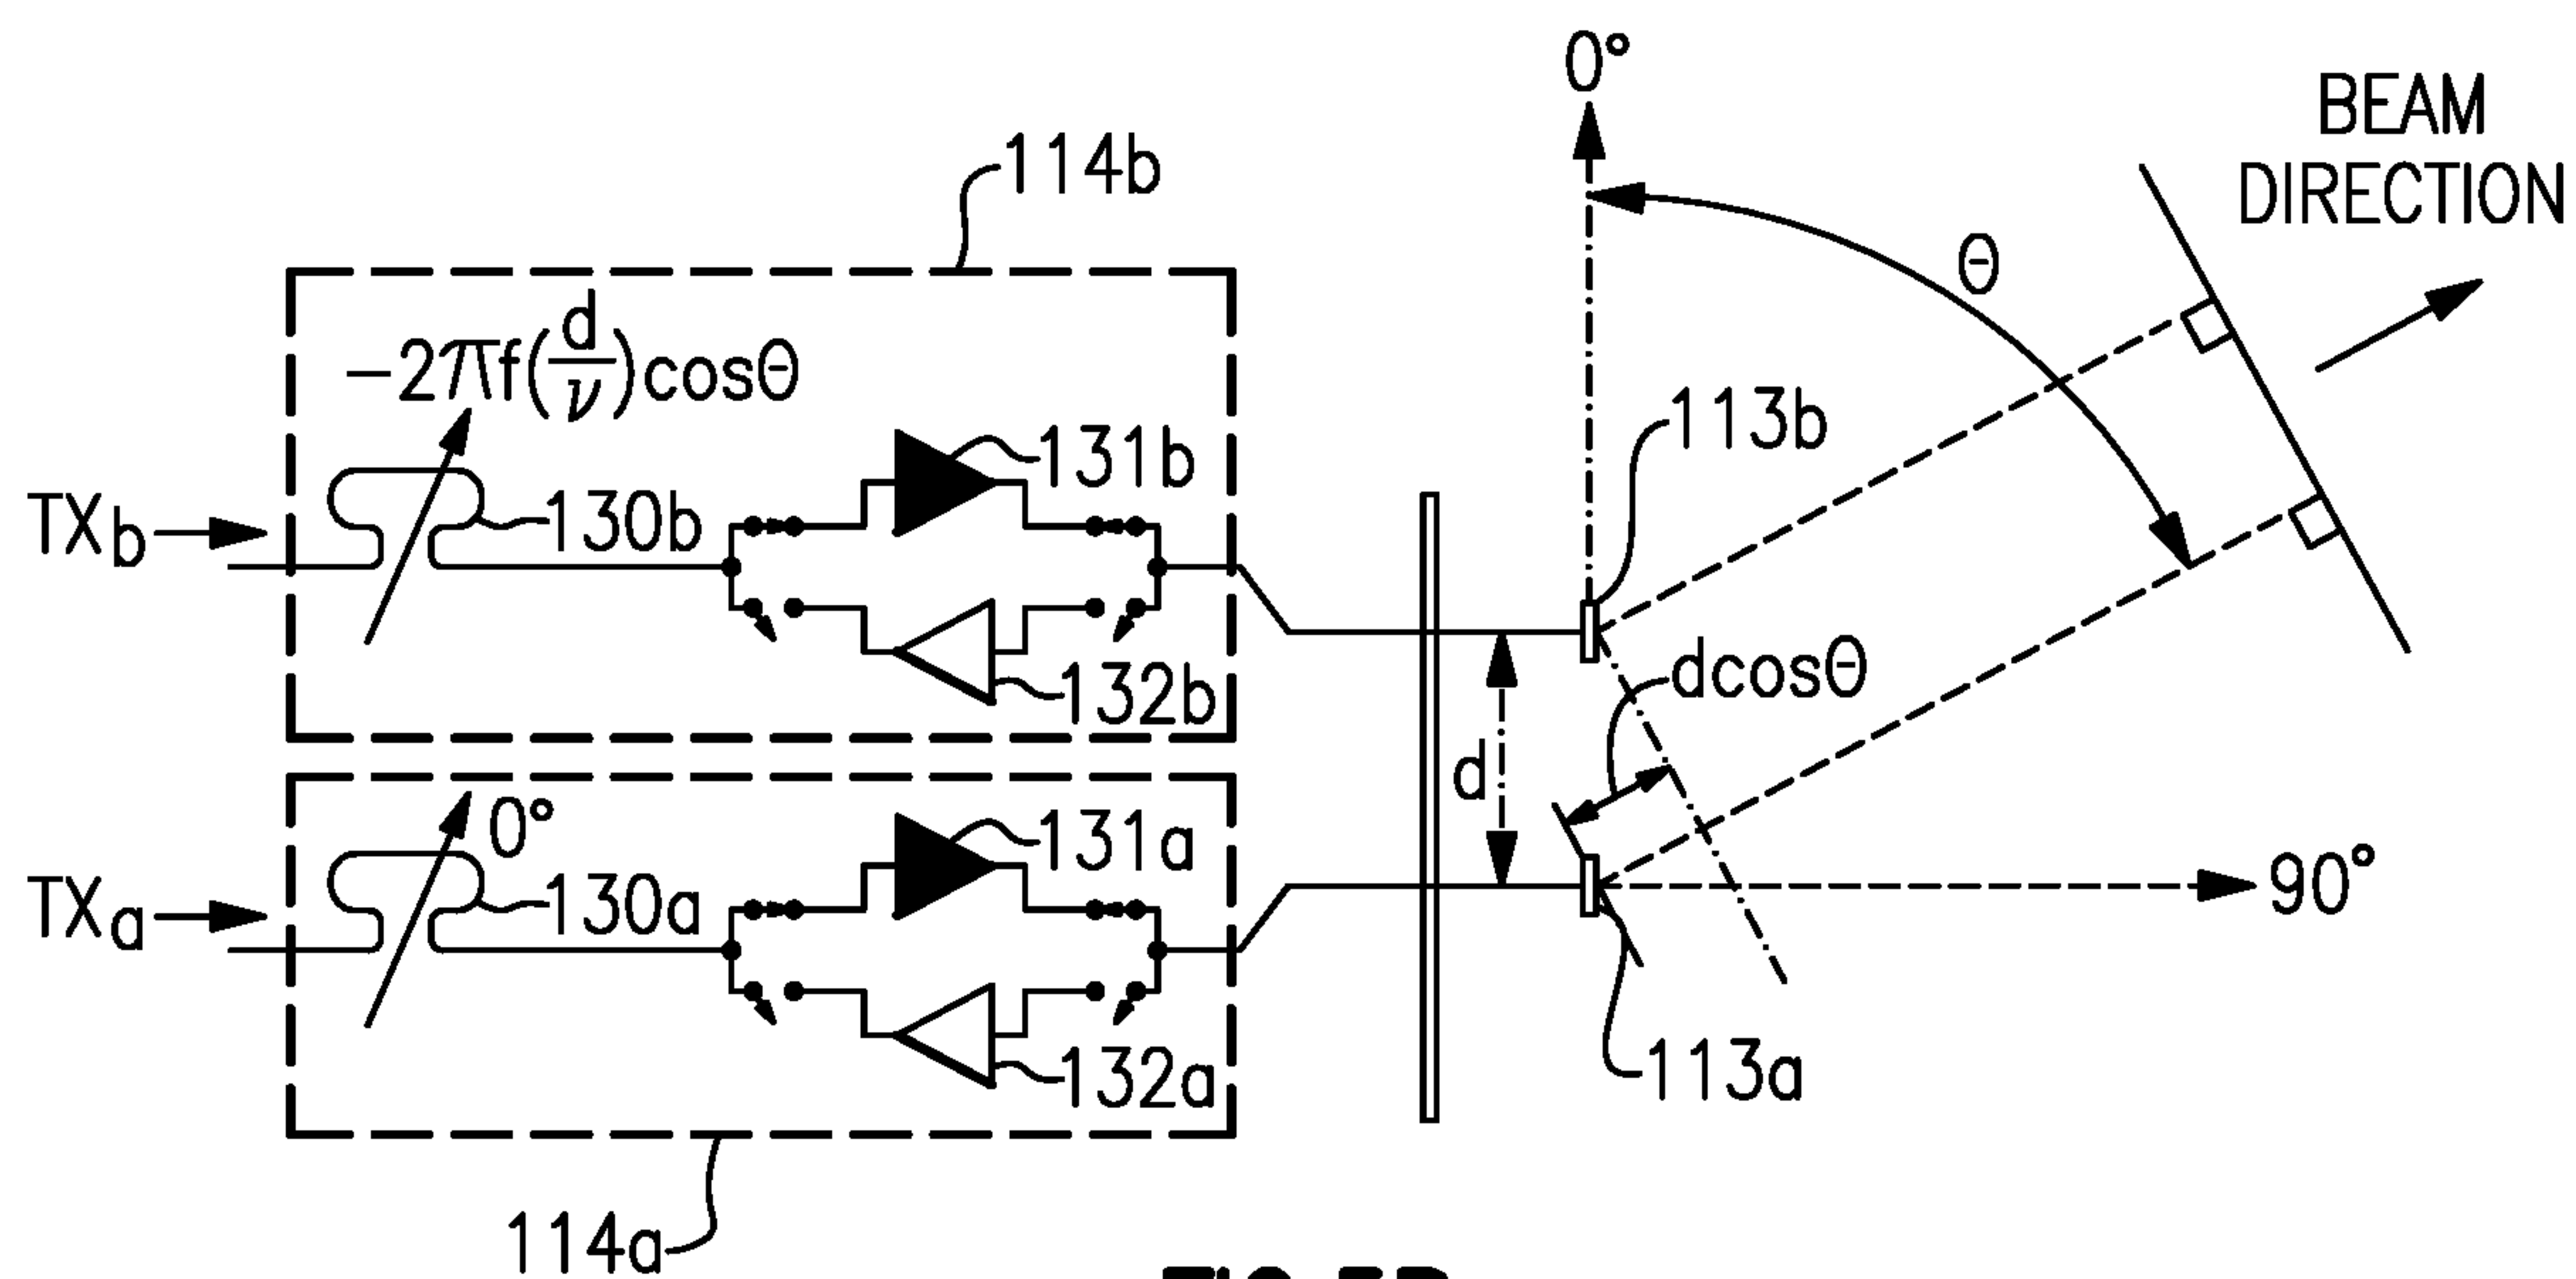 0°
BEAM
DIRECTION
114b
θ
−2πf(d/ν)cosθ
113b
131b
TXb
130b
dcosθ
132b
d
0°
131a
TXa
130a
90°
132a
113a
114a